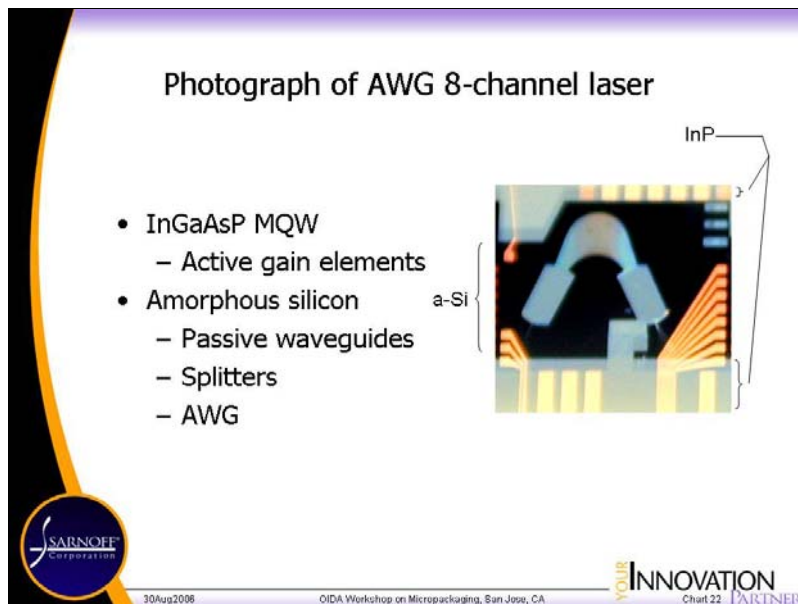 Photograph of AWG 8-channel laser
InP
• InGaAsP MQW
– Active gain elements
• Amorphous silicon
– Passive waveguides
– Splitters
– AWG
a-Si
SARNOFF®
Corporation
30Aug2006
OIDA Workshop on Micropackaging, San Jose, CA
YOUR
INNOVATION
Chart 22
PARTNER